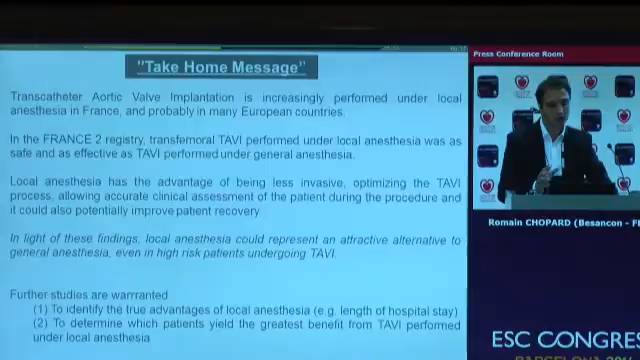 "Take Home Message"
Transcatheter Aortic Valve Implantation is increasingly performed under local
anesthesia in France, and probably in many European countries.
In the FRANCE 2 registry, transfemoral TAVI performed under local anesthesia was as
safe and as effective as TAVI performed under general anesthesia.
Local anesthesia has the advantage of being less invasive, optimizing the TAVI
process, allowing accurate clinical assessment of the patient during the procedure and
it could also potentially improve patient recovery.
In light of these findings, local anesthesia could represent an attractive alternative to
general anesthesia, even in high risk patients undergoing TAVI.
Further studies are warrranted
(1) To identify the true advantages of local anesthesia (e.g. length of hospital stay)
(2) To determine which patients yield the greatest benefit from TAVI performed
under local anesthesia
Press Conference Room
Romain CHOPARD (Besancon - F
ESC CONGRES
BARCELONA